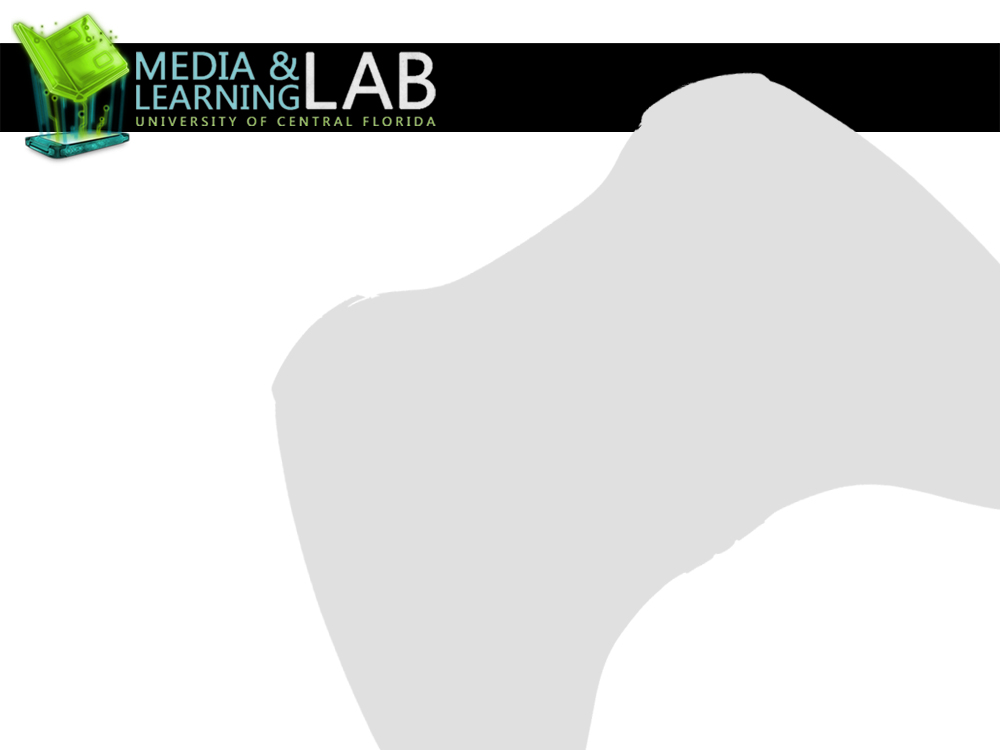 MEDIA &
LEARNING LAB
UNIVERSITY OF CENTRAL FLORIDA